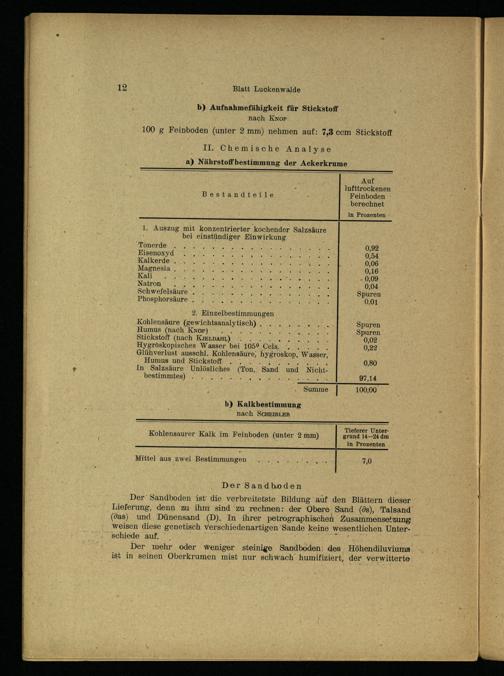 12 Blatt Luckenwalde
b) Aufnahmefähigkeit für Stickstoff
nach KNOP
100 g Feinboden (unter 2 mm) nehmen auf: 7,3 ccm Stickstoff
II. Chemische Analyse
a) Nährstoffbestimmung der Ackerkrume
Bestandteile
Auf
lufttrockenen
Feinboden
berechnet
in Prozenten
1. Auszug mit konzentrierter kochender Salzsäure
bei einstündiger Einwirkung
Tonerde . . . . . . . . . . . . . . . . 0,92
Eisenoxyd . . . . . . . . . . . . . . . 0,54
Kalkerde . . . . . . . . . . . . . . . . 0,06
Magnesia . . . . . . . . . . . . . . . . 0,16
Kali . . . . . . . . . . . . . . . . 0,09
Natron . . . . . . . . . . . . . . . . 0,04
Schwefelsäure . . . . . . . . . . . . . . Spuren
Phosphorsäure . . . . . . . . . . . . . . 0,01
2. Einzelbestimmungen
Kohlensäure (gewichtsanalytisch) . . . . . . . Spuren
Humus (nach KNOP) . . . . . . . . . . . Spuren
Stickstoff (nach KJELDAHL) . . . . . . . . . 0,02
Hygroskopisches Wasser bei 105° Cels. . . . . . 0,22
Glühverlust ausschl. Kohlensäure, hygroskop. Wasser,
Humus und Stickstoff . . . . . . . . . . 0,80
In Salzsäure Unlösliches (Ton, Sand und Nicht-
bestimmtes) . . . . . . . . . . . . 97,14
Summe 100,00
b) Kalkbestimmung
nach SCHEIBLER
Kohlensaurer Kalk im Feinboden (unter 2 mm)
Tieferer Unter-
grund 14—24 dm
in Prozenten
Mittel aus zwei Bestimmungen . . . . . . . . 7,0
Der Sandboden
Der Sandboden ist die verbreitetste Bildung auf den Blättern dieser
Lieferung, denn zu ihm sind zu rechnen: der Obere Sand (∂s), Talsand
(∂as) und Dünensand (D). In ihrer petrographischen Zusammensetzung
weisen diese genetisch verschiedenartigen Sande keine wesentlichen Unter-
schiede auf.
Der mehr oder weniger steinige Sandboden des Höhendiluviums
ist in seinen Oberkrumen mist nur schwach humifiziert, der verwitterte